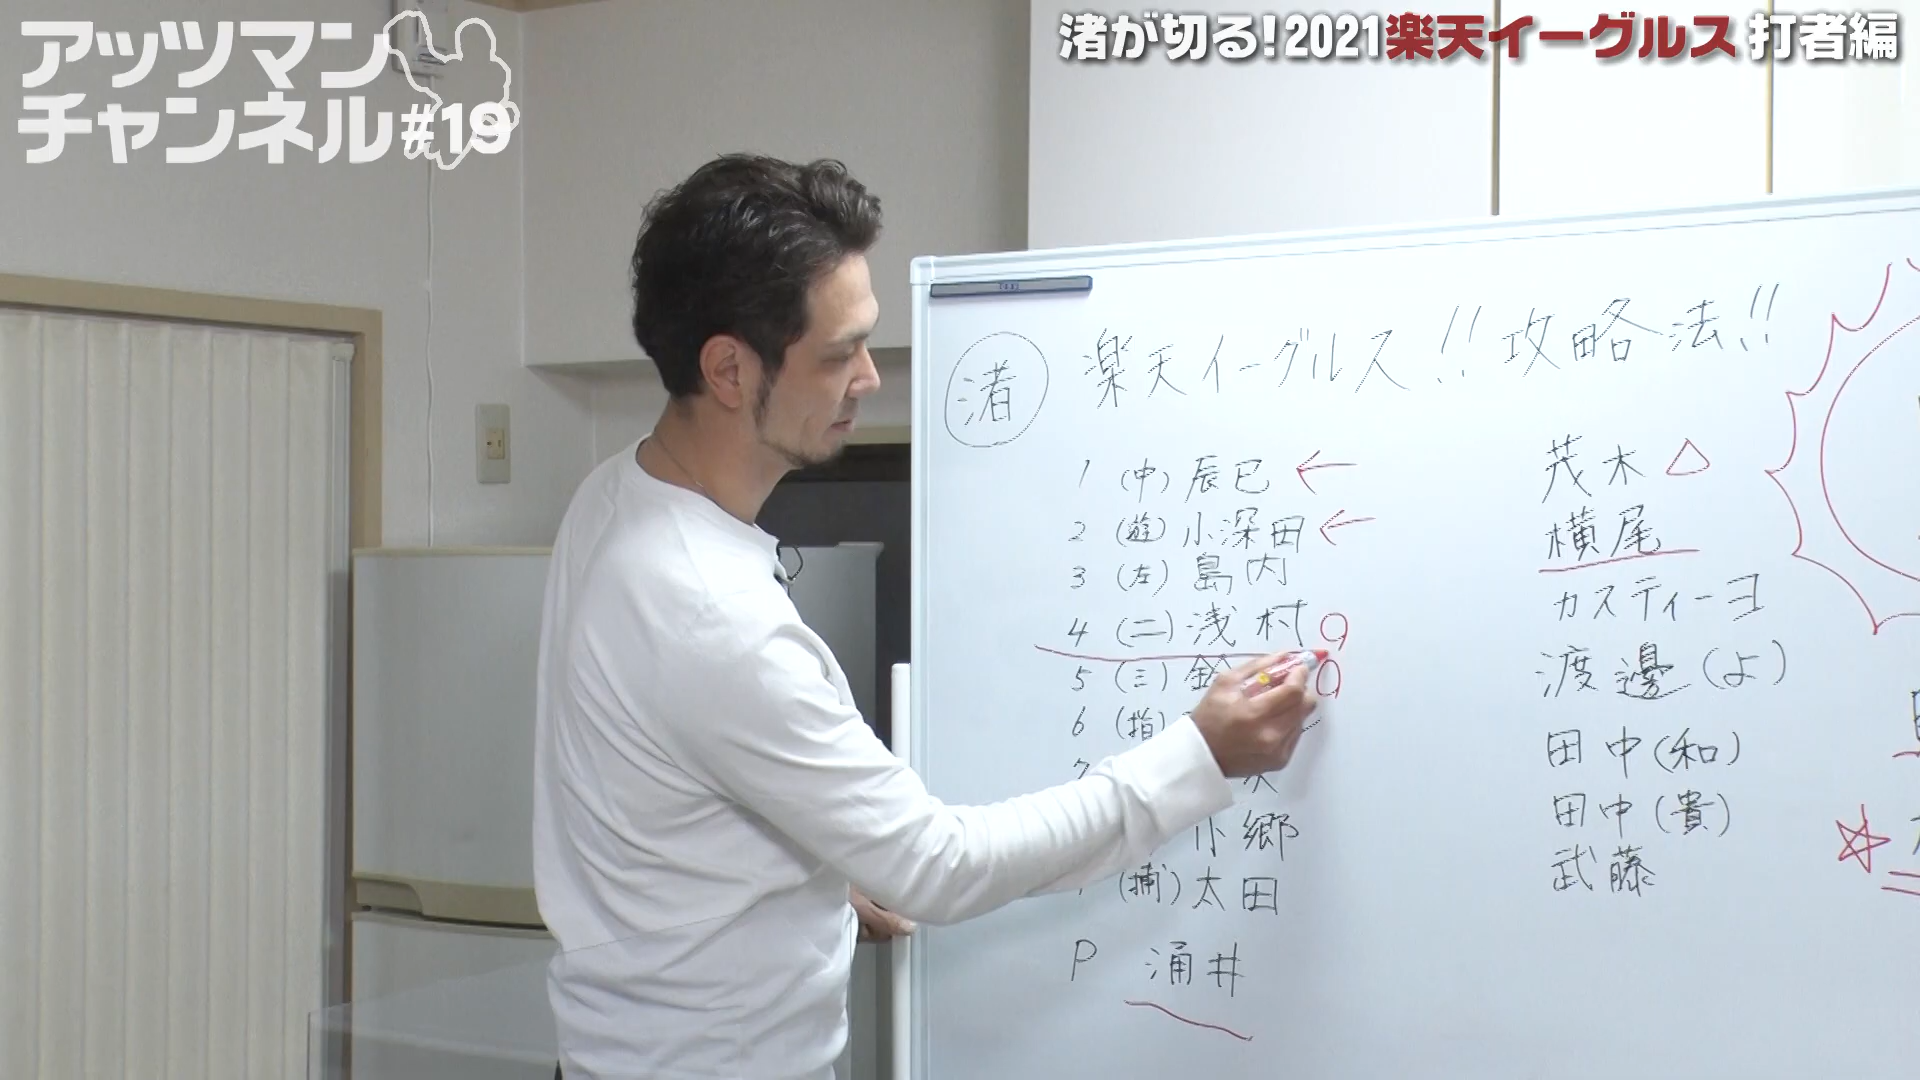 アッツマン
チャンネル#19
渚が切る!2021楽天イーグルス 打者編
渚 楽天イーグルス!!攻略法!!
1 (中) 辰己 ←
2 (遊) 小深田 ←
3 (左) 島内
4 (二) 浅村 9
5 (三) 鈴
6 (指)
7
小郷
(捕) 太田
P 涌井
茂木 △
横尾
カスティーヨ
渡邊(よ)
田中(和)
田中(貴)
武藤